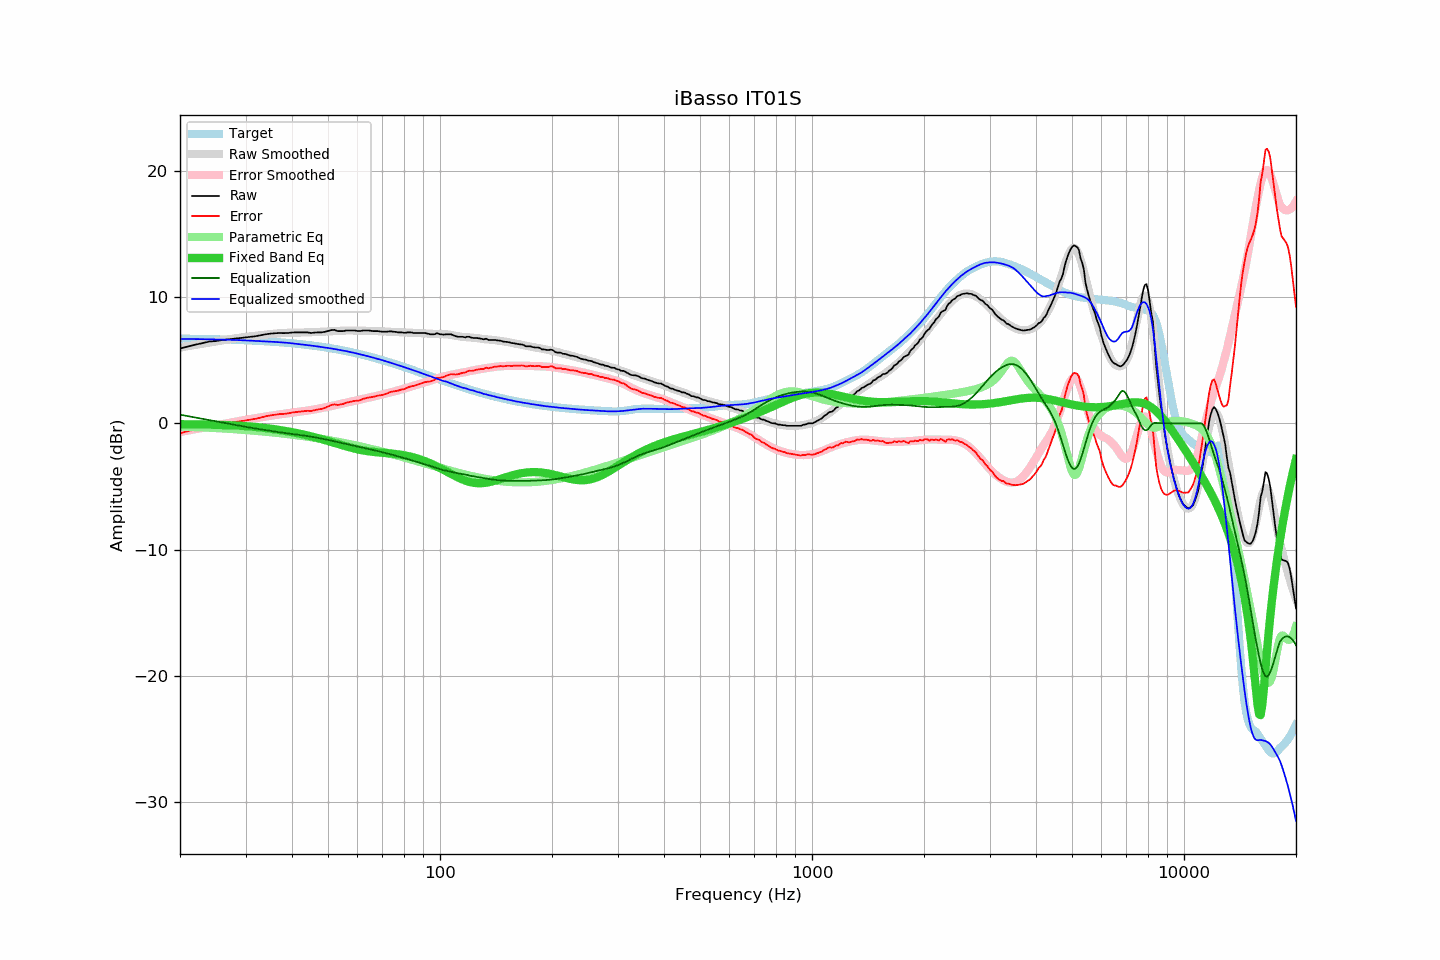 iBasso IT01S
Target
Raw Smoothed
Error Smoothed
Raw
Error
Parametric Eq
Fixed Band Eq
Equalization
Equalized smoothed
20
10
0
−10
−20
−30
Amplitude (dBr)
100 1000 10000
Frequency (Hz)